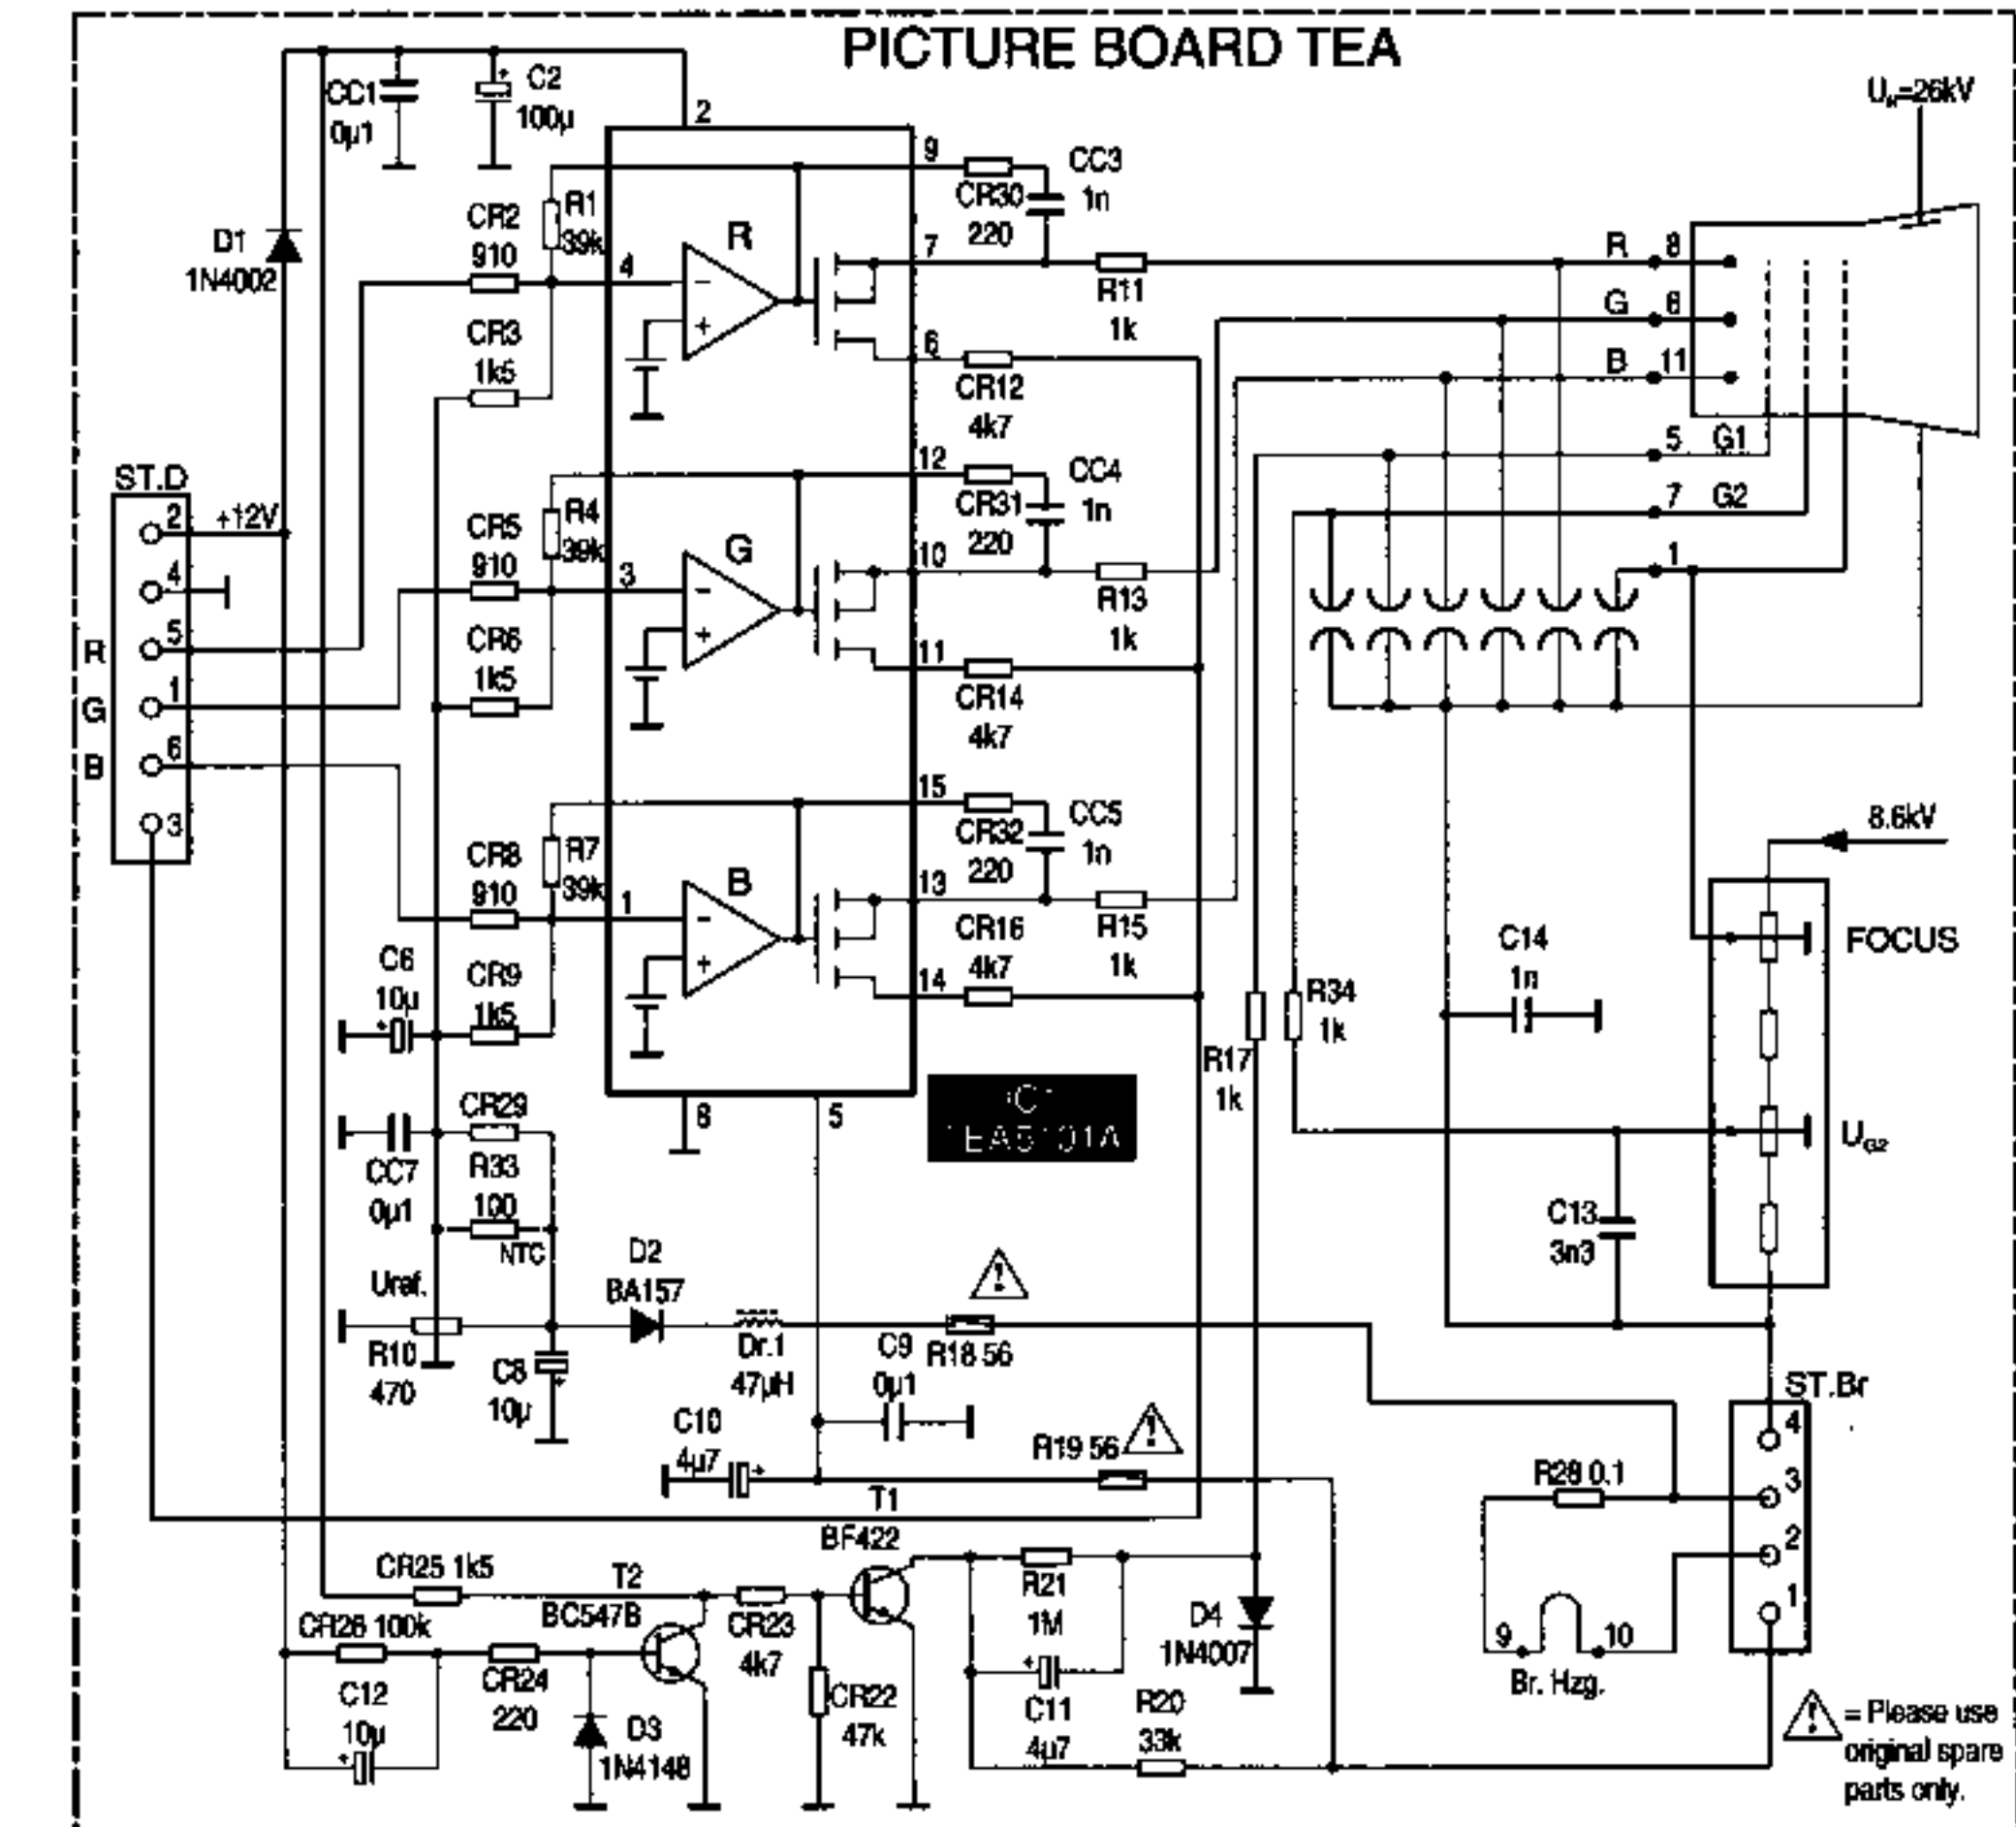 PICTURE BOARD TEA
CC1
0µ1
C2
100µ
+
2
U =26kV
D1
1N4002
CR2
910
R1
39k
CR3
1k5
4
R
9
CR30
220
CC3
1n
7
R11
1k
6
CR12
4k7
R 8
G 6
B 11
5 G1
7 G2
1
ST.D
2 +12V
4
R 5
G 1
B 6
3
CR5
910
R4
39k
CR6
1k5
3
G
12
CR31
220
CC4
1n
10
R13
1k
11
CR14
4k7
CR8
910
R7
39k
CR9
1k5
1
B
15
CR32
220
CC5
1n
13
R15
1k
CR16
4k7
14
C6
10µ
8.6kV
FOCUS
C14
1n
R17
1k
R34
1k
U G2
C13
3n3
8
5
TEA5101A
CR29
CC7
0µ1
R33
100
NTC
Uref.
R10
470
C8
10µ
D2
BA157
Dr.1
47µH
C9
0µ1
R18 56
C10
4µ7
R19 56
T1
BF422
ST.Br
4
3
2
1
R28 0.1
9 10
Br. Hzg.
CR25 1k5
T2
BC547B
CR26 100k
CR24
220
C12
10µ
D3
1N4148
CR23
4k7
CR22
47k
R21
1M
C11
4µ7
R20
33k
D4
1N4007
! = Please use
original spare
parts only.